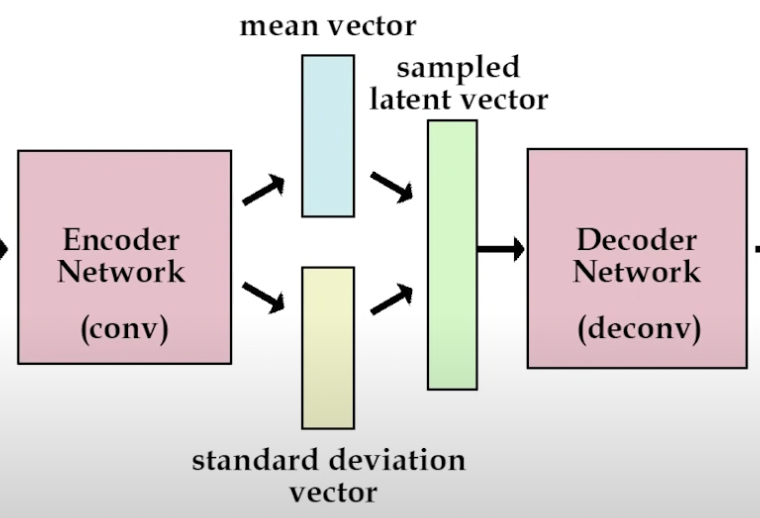 mean vector
sampled
latent vector
Encoder
Network
(conv)
Decoder
Network
(deconv)
standard deviation
vector